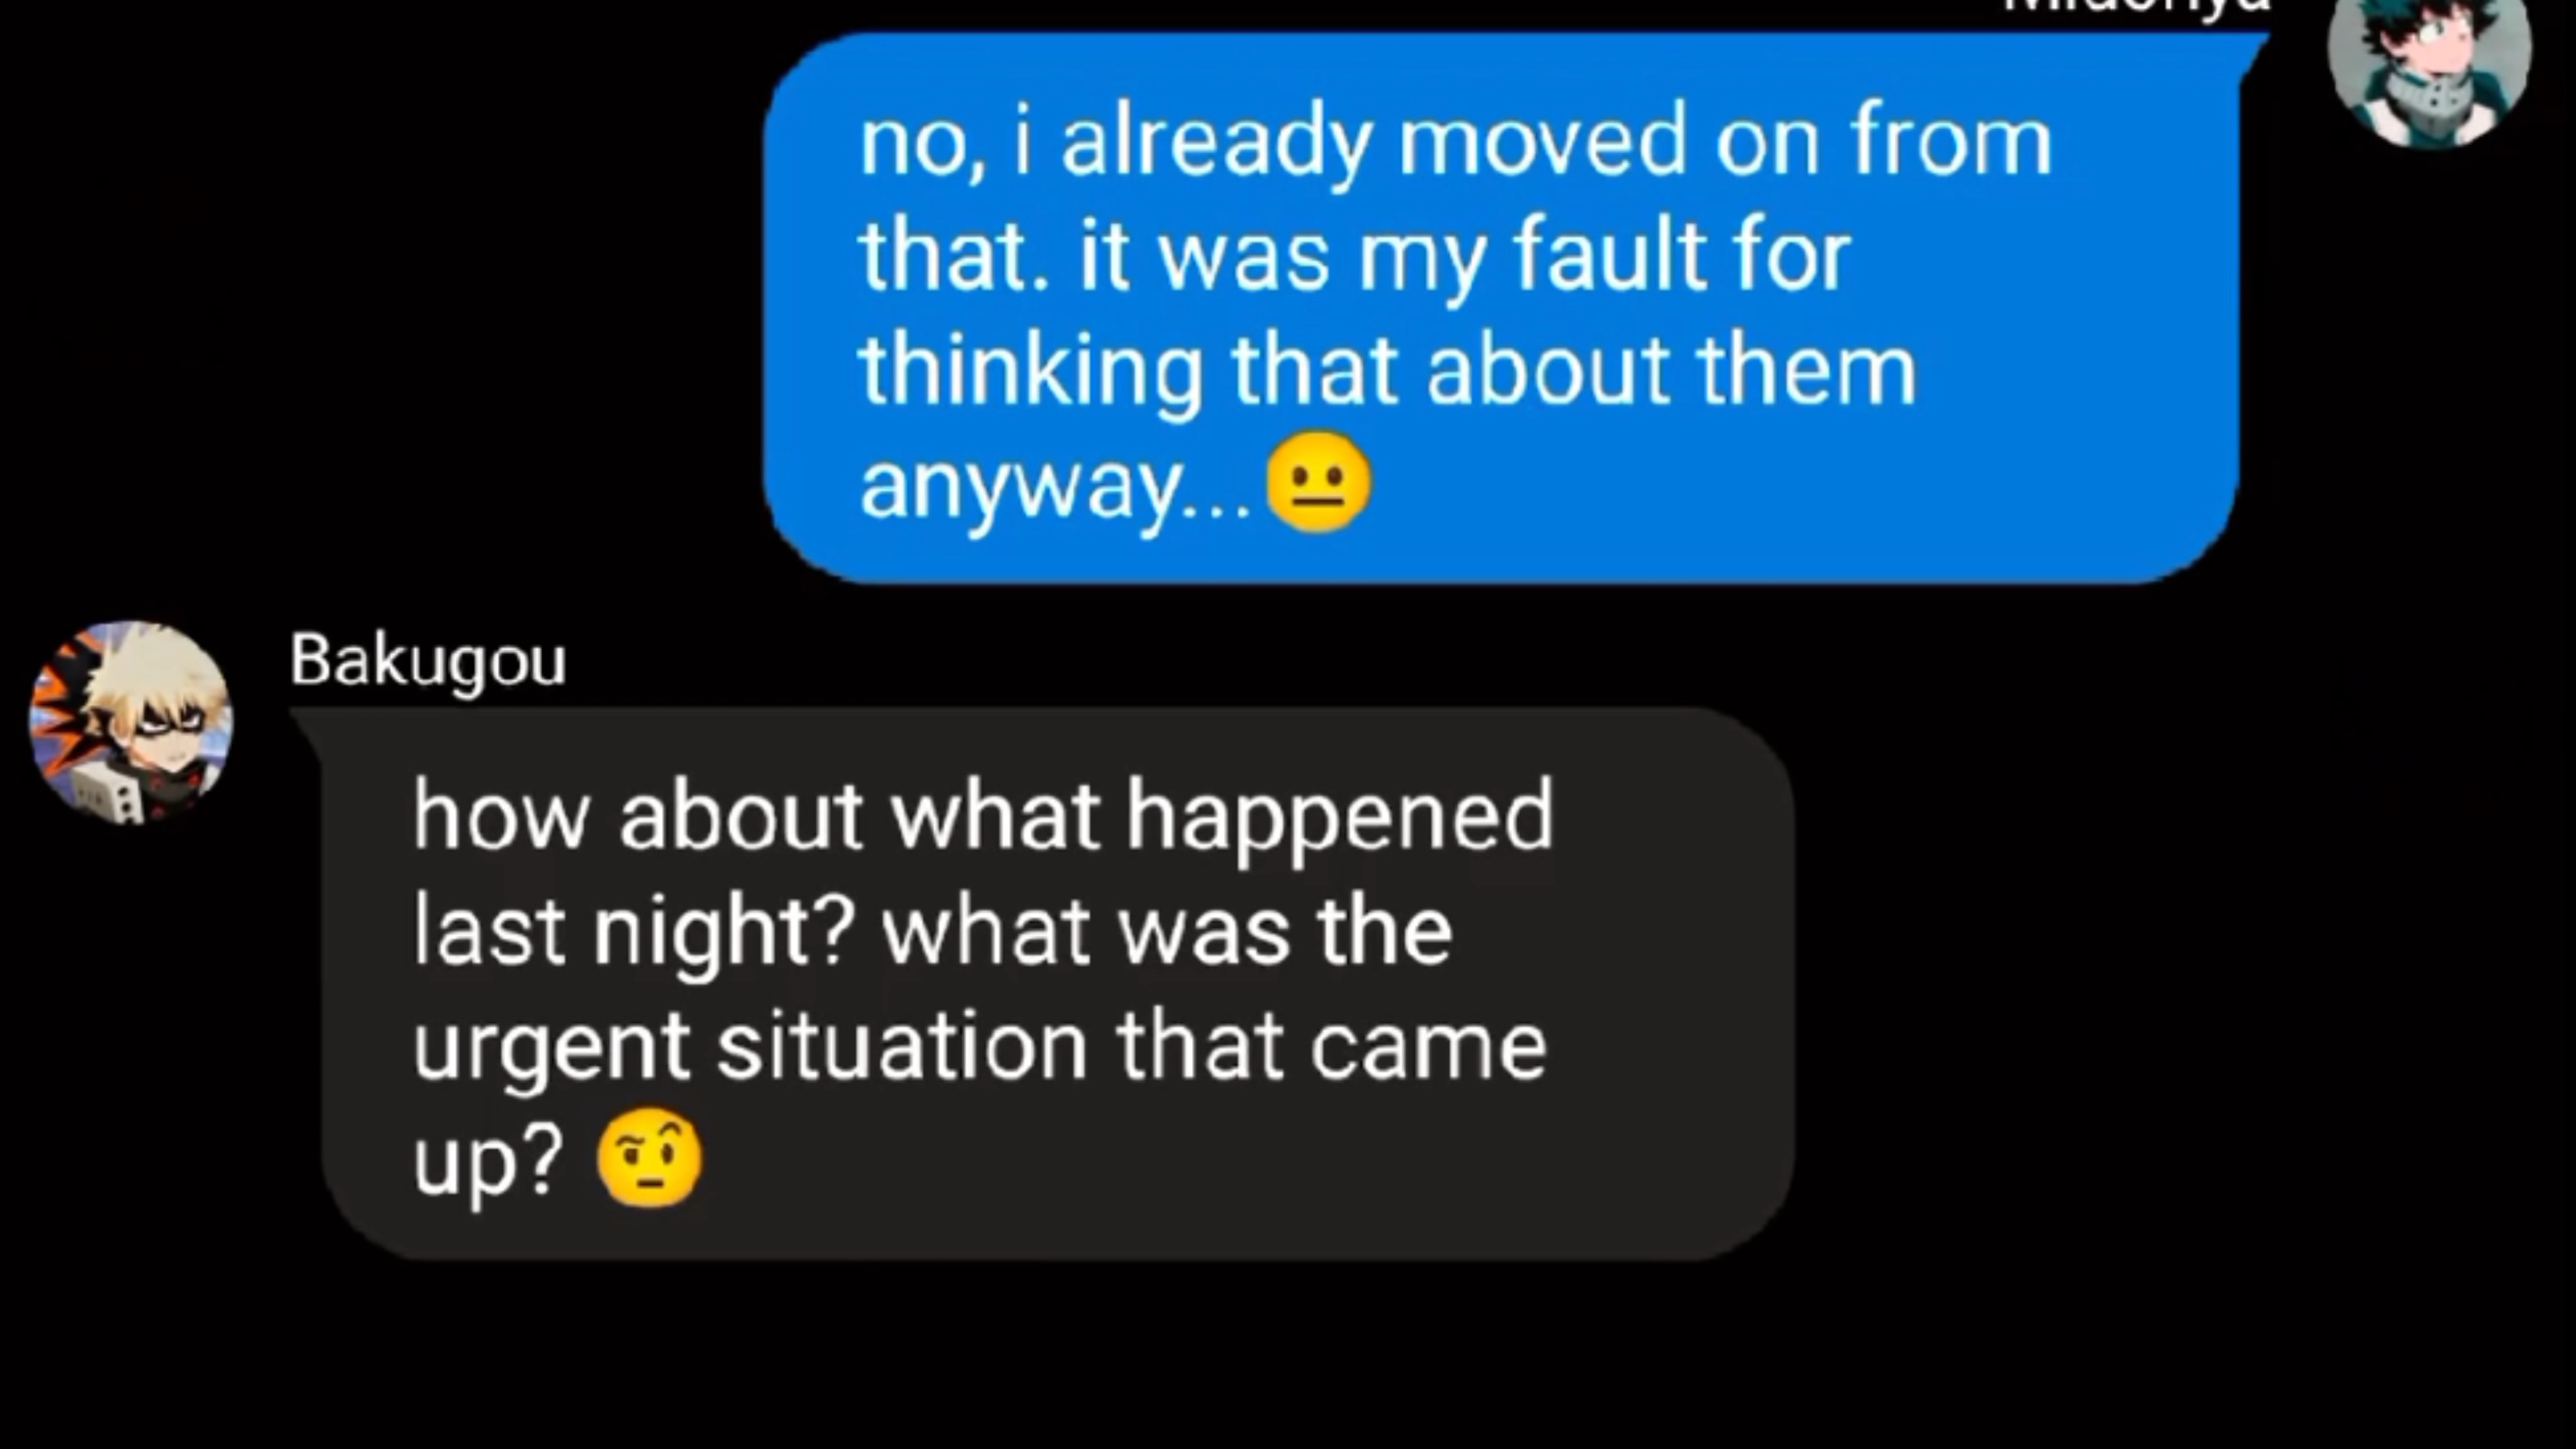 Midoriya
no, i already moved on from
that. it was my fault for
thinking that about them
anyway...😐
Bakugou
how about what happened
last night? what was the
urgent situation that came
up? 🤨